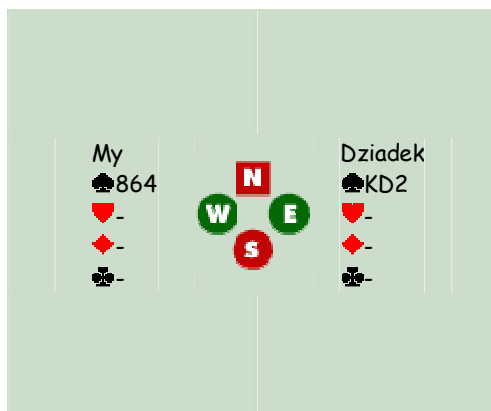 My
♠864
♥-
♦-
♣-
N
W E
S
Dziadek
♠KD2
♥-
♦-
♣-